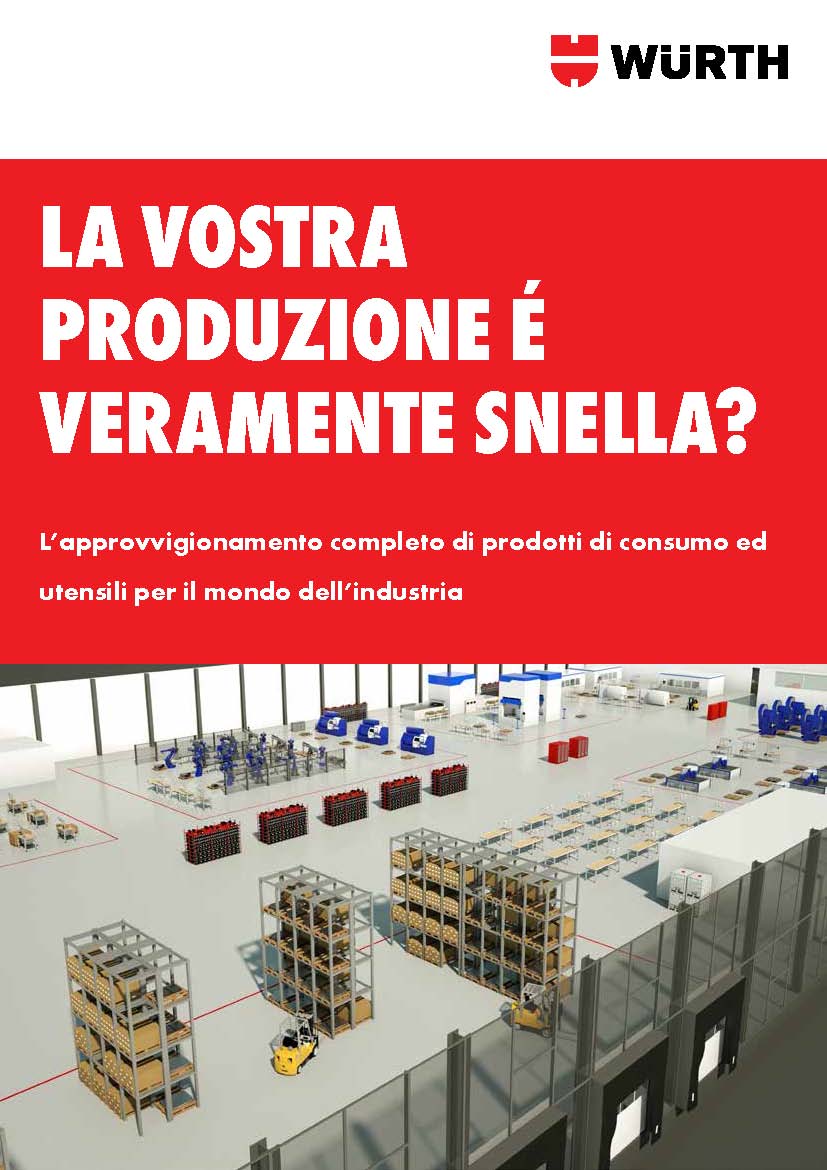 WÜRTH
LA VOSTRA
PRODUZIONE É
VERAMENTE SNELLA?
L'approvvigionamento completo di prodotti di consumo ed
utensili per il mondo dell'industria